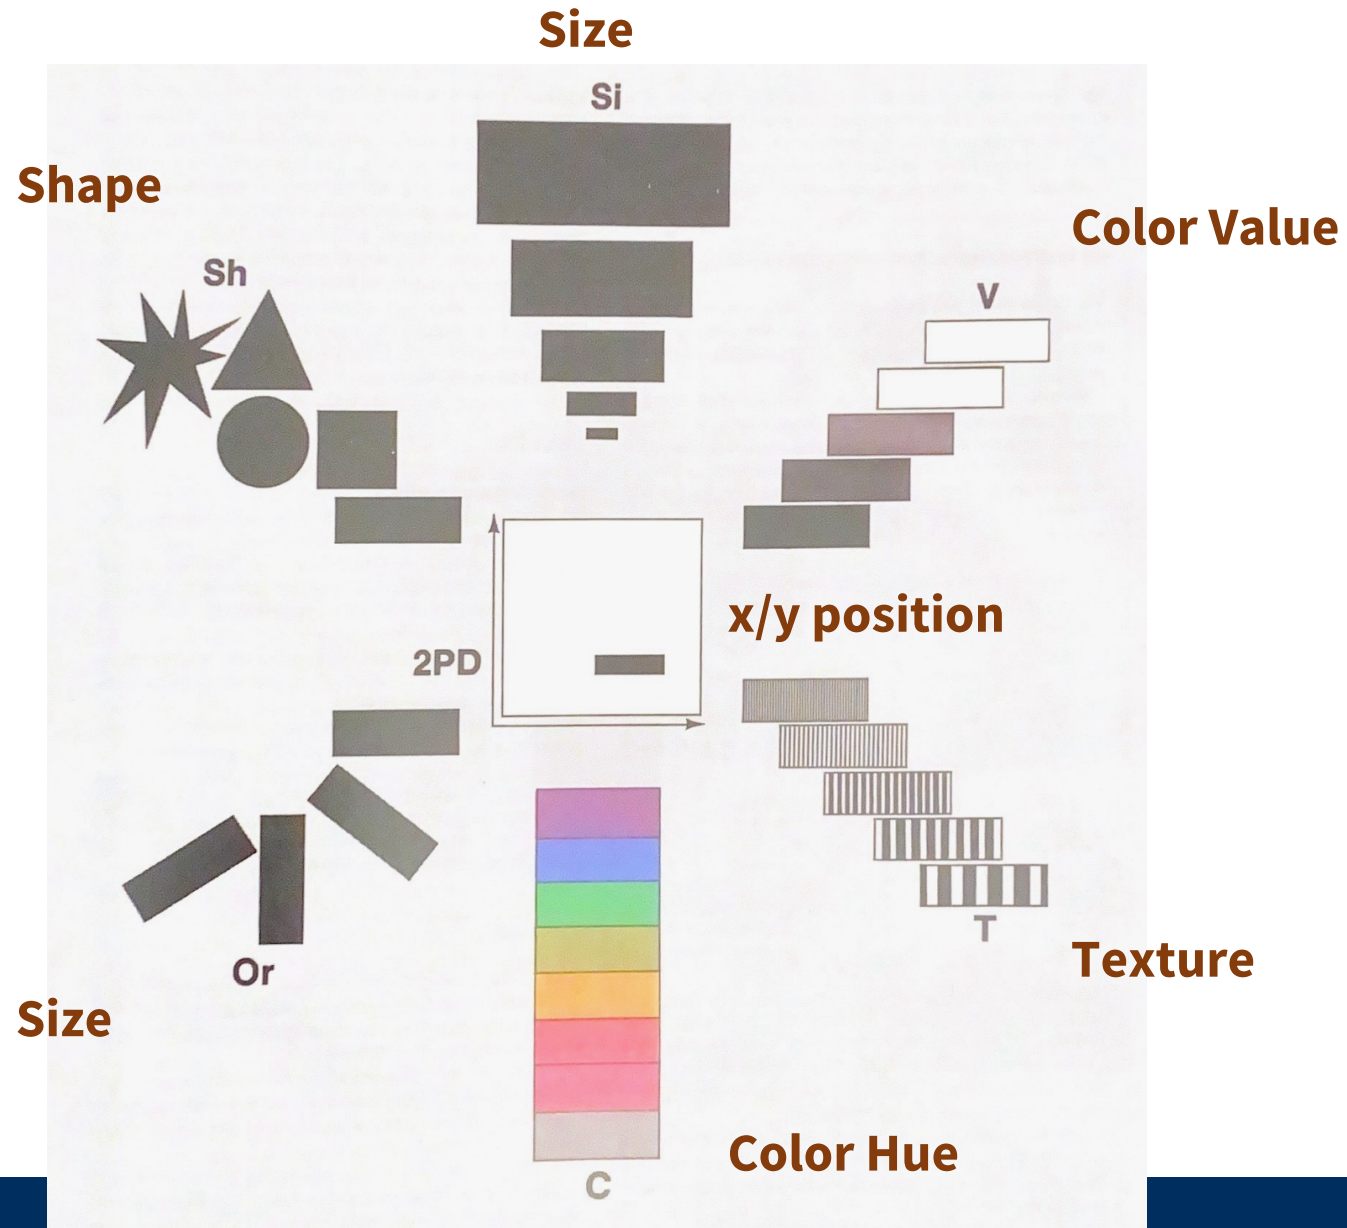 Size
Si
Shape
Color Value
Sh
V
x/y position
2PD
T
Texture
Or
Size
Color Hue
C